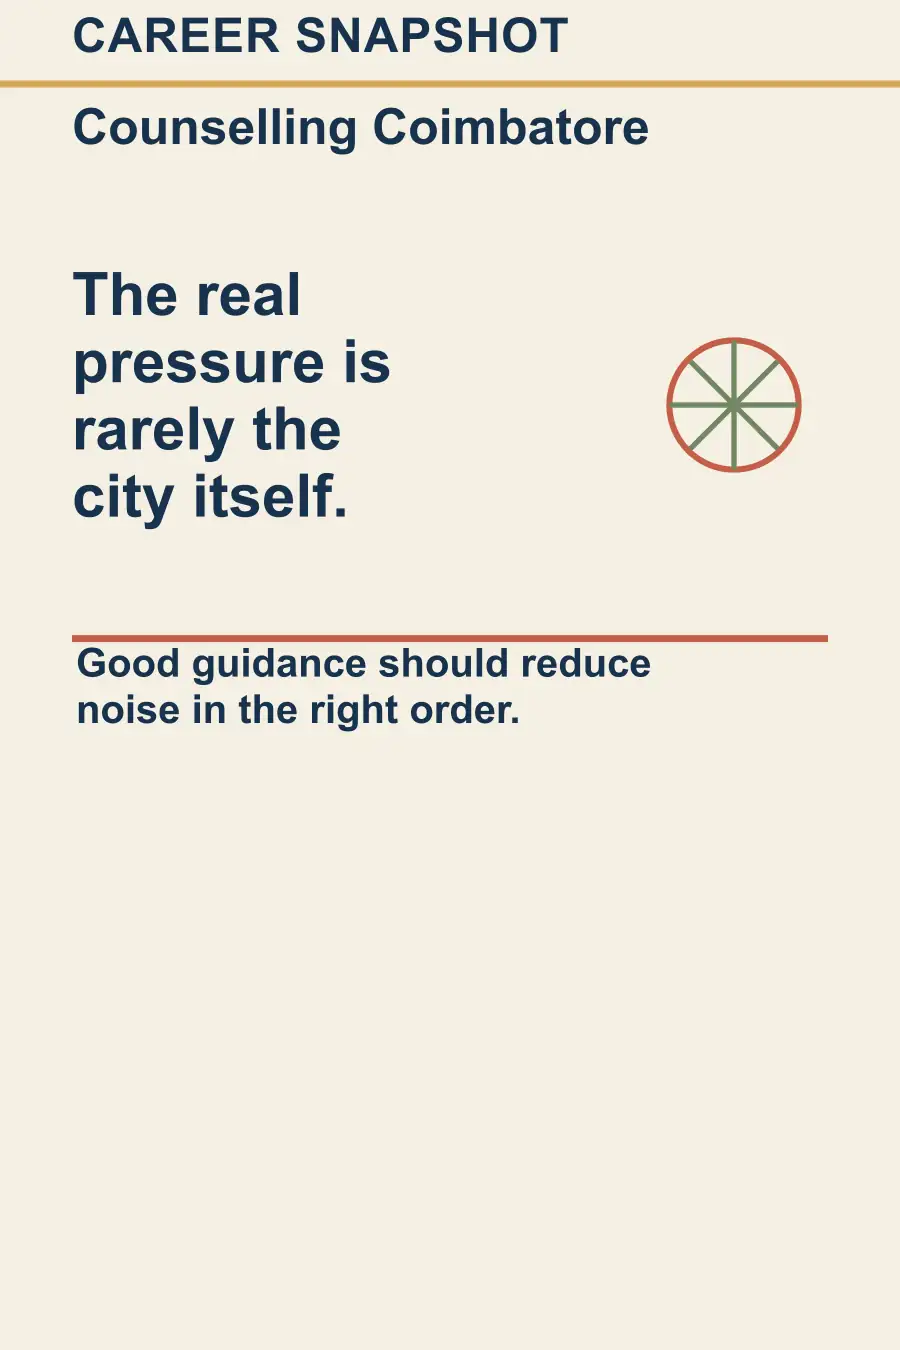 CAREER SNAPSHOT
Counselling Coimbatore
The real
pressure is
rarely the
city itself.
Good guidance should reduce
noise in the right order.